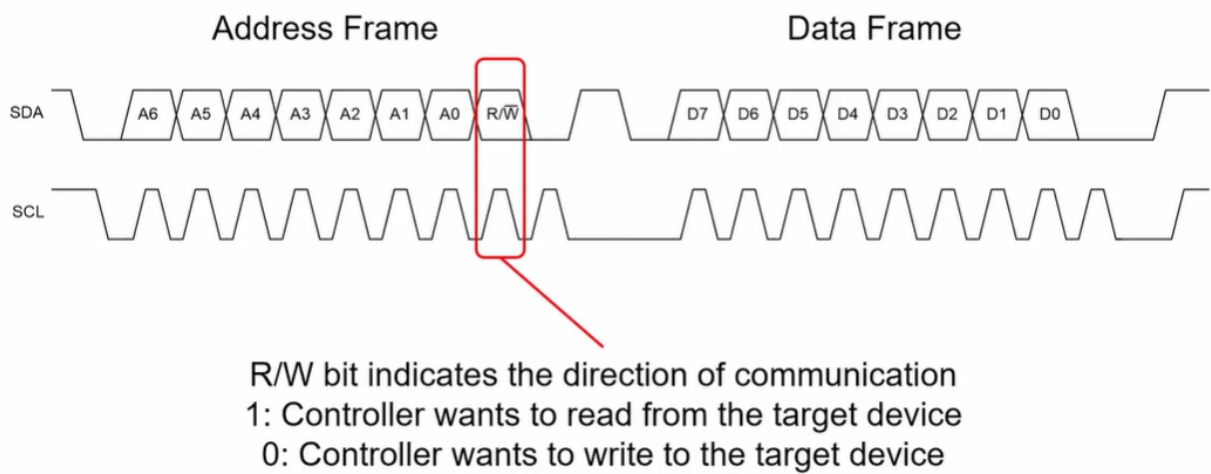 Address Frame Data Frame
SDA A6 A5 A4 A3 A2 A1 A0 R/W̅ D7 D6 D5 D4 D3 D2 D1 D0
SCL
R/W bit indicates the direction of communication
1: Controller wants to read from the target device
0: Controller wants to write to the target device